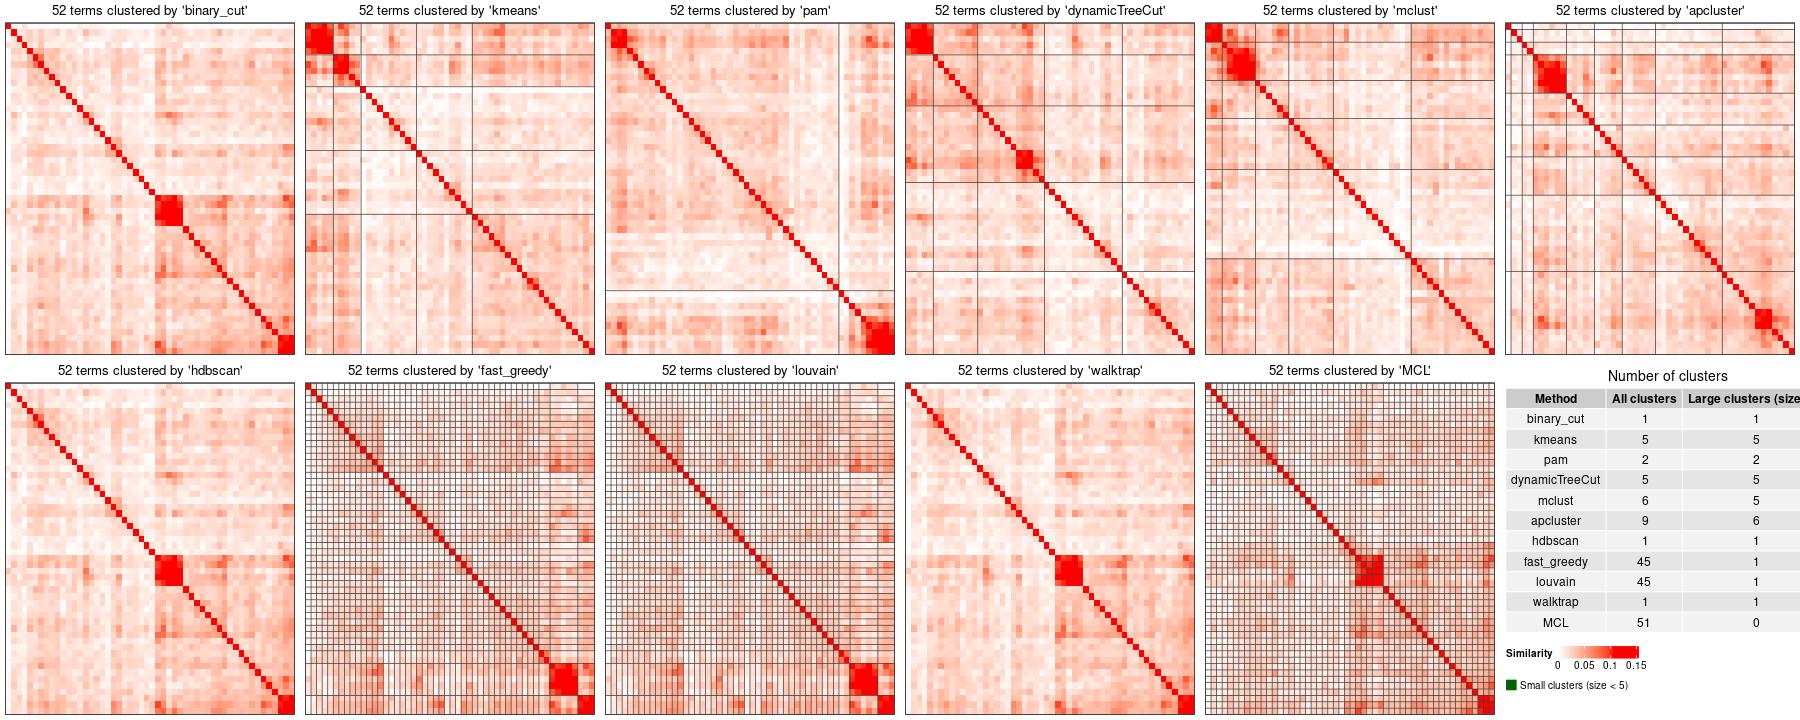 52 terms clustered by 'binary_cut'
52 terms clustered by 'kmeans'
52 terms clustered by 'pam'
52 terms clustered by 'dynamicTreeCut'
52 terms clustered by 'mclust'
52 terms clustered by 'apcluster'
52 terms clustered by 'hdbscan'
52 terms clustered by 'fast_greedy'
52 terms clustered by 'louvain'
52 terms clustered by 'walktrap'
52 terms clustered by 'MCL'
Number of clusters
Method All clusters Large clusters (size
binary_cut 1 1
kmeans 5 5
pam 2 2
dynamicTreeCut 5 5
mclust 6 5
apcluster 9 6
hdbscan 1 1
fast_greedy 45 1
louvain 45 1
walktrap 1 1
MCL 51 0
Similarity
0 0.05 0.1 0.15
Small clusters (size < 5)